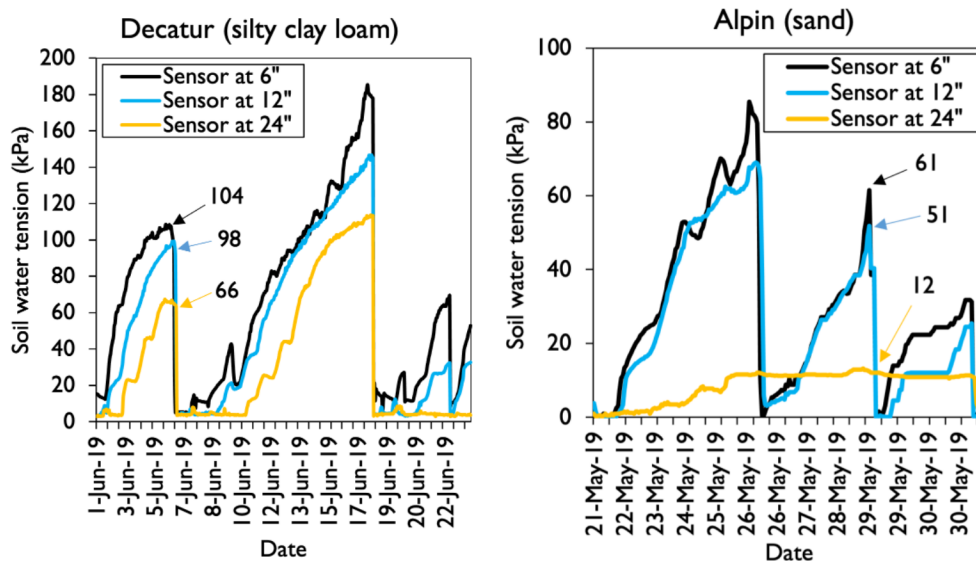 Decatur (silty clay loam)
Soil water tension (kPa)
200
180
160
140
120
100
80
60
40
20
0
Sensor at 6"
Sensor at 12"
Sensor at 24"
104
98
66
1-Jun-19
3-Jun-19
5-Jun-19
6-Jun-19
8-Jun-19
10-Jun-19
12-Jun-19
13-Jun-19
15-Jun-19
17-Jun-19
19-Jun-19
20-Jun-19
22-Jun-19
Date
Alpin (sand)
Soil water tension (kPa)
100
80
60
40
20
0
Sensor at 6"
Sensor at 12"
Sensor at 24"
61
51
12
21-May-19
22-May-19
23-May-19
24-May-19
25-May-19
26-May-19
26-May-19
27-May-19
28-May-19
29-May-19
29-May-19
30-May-19
30-May-19
Date